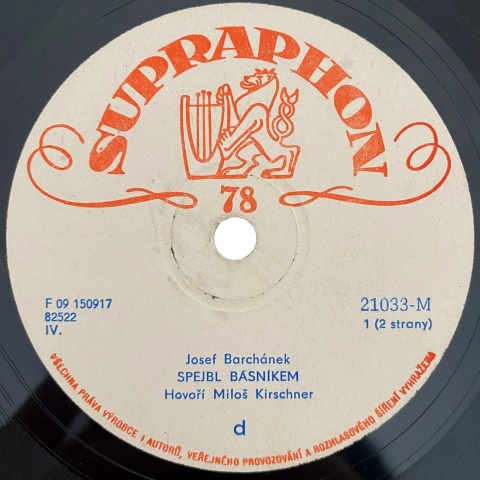 SUPRAPHON
78
F 09 150917
82522
IV.
21033-M
1 (2 strany)
Josef Barchánek
SPEJBL BÁSNÍKEM
Hovoří Miloš Kirschner
d
VŠECHNA PRÁVA VÝROBCE I AUTORŮ, VEŘEJNÉHO PROVOZOVÁNÍ A ROZHLASOVÉHO ŠÍŘENÍ VYHRAŽENA